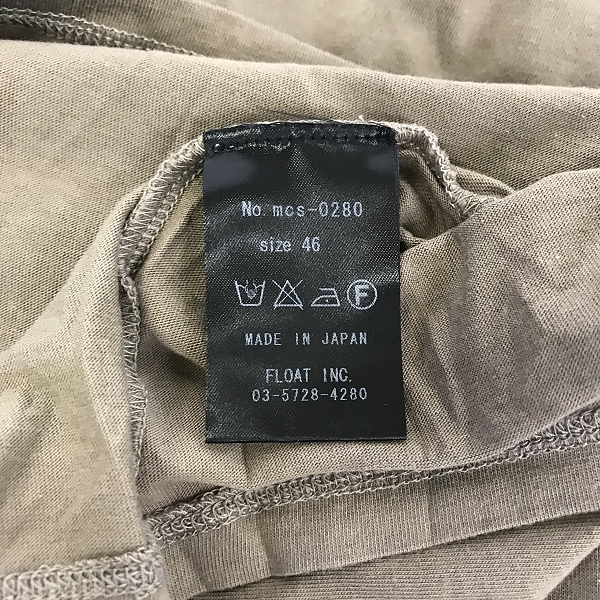 No. mcs-0280
size 46
F
MADE IN JAPAN
FLOAT INC.
03-5728-4280